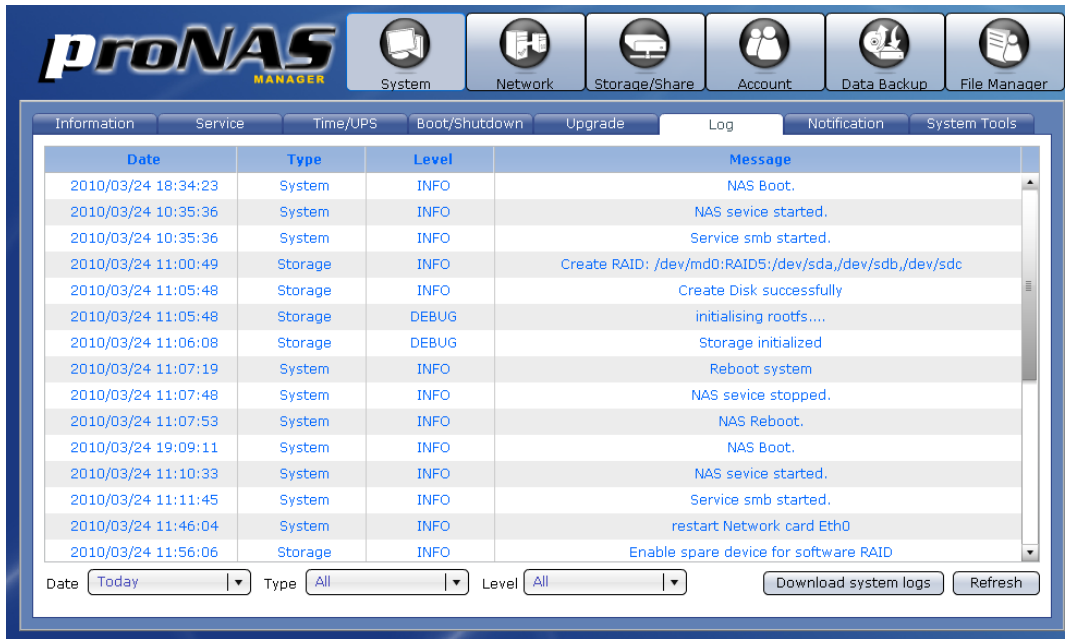 proNAS
MANAGER
System
Network
Storage/Share
Account
Data Backup
File Manager
Information Service Time/UPS Boot/Shutdown Upgrade Log Notification System Tools
Date Type Level Message
2010/03/24 18:34:23 System INFO NAS Boot.
2010/03/24 10:35:36 System INFO NAS sevice started.
2010/03/24 10:35:36 System INFO Service smb started.
2010/03/24 11:00:49 Storage INFO Create RAID: /dev/md0:RAID5:/dev/sda,/dev/sdb,/dev/sdc
2010/03/24 11:05:48 Storage INFO Create Disk successfully
2010/03/24 11:05:48 Storage DEBUG initialising rootfs....
2010/03/24 11:06:08 Storage DEBUG Storage initialized
2010/03/24 11:07:19 System INFO Reboot system
2010/03/24 11:07:48 System INFO NAS sevice stopped.
2010/03/24 11:07:53 System INFO NAS Reboot.
2010/03/24 19:09:11 System INFO NAS Boot.
2010/03/24 11:10:33 System INFO NAS sevice started.
2010/03/24 11:11:45 System INFO Service smb started.
2010/03/24 11:46:04 System INFO restart Network card Eth0
2010/03/24 11:56:06 Storage INFO Enable spare device for software RAID
Date Today Type All Level All Download system logs Refresh